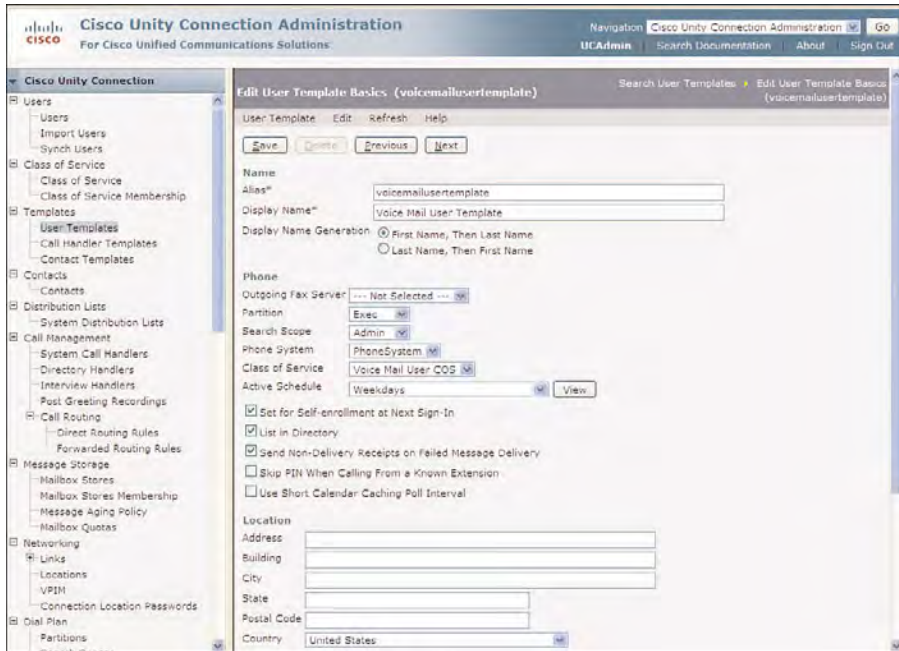 cisco
Cisco Unity Connection Administration
For Cisco Unified Communications Solutions
Navigation Cisco Unity Connection Administration Go
UCAdmin Search Documentation About Sign Out
Cisco Unity Connection
Users
Users
Import Users
Synch Users
Class of Service
Class of Service
Class of Service Membership
Templates
User Templates
Call Handler Templates
Contact Templates
Contacts
Contacts
Distribution Lists
System Distribution Lists
Call Management
System Call Handlers
Directory Handlers
Interview Handlers
Post Greeting Recordings
Call Routing
Direct Routing Rules
Forwarded Routing Rules
Message Storage
Mailbox Stores
Mailbox Stores Membership
Message Aging Policy
Mailbox Quotas
Networking
Links
Locations
VPIM
Connection Location Passwords
Dial Plan
Partitions
Edit User Template Basics (voicemailusertemplate)
Search User Templates Edit User Template Basics
(voicemailusertemplate)
User Template Edit Refresh Help
Save Delete Previous Next
Name
Alias* voicemailusertemplate
Display Name* Voice Mail User Template
Display Name Generation First Name, Then Last Name
Last Name, Then First Name
Phone
Outgoing Fax Server --- Not Selected ---
Partition Exec
Search Scope Admin
Phone System PhoneSystem
Class of Service Voice Mail User COS
Active Schedule Weekdays View
Set for Self-enrollment at Next Sign-In
List in Directory
Send Non-Delivery Receipts on Failed Message Delivery
Skip PIN When Calling From a Known Extension
Use Short Calendar Caching Poll Interval
Location
Address
Building
City
State
Postal Code
Country United States